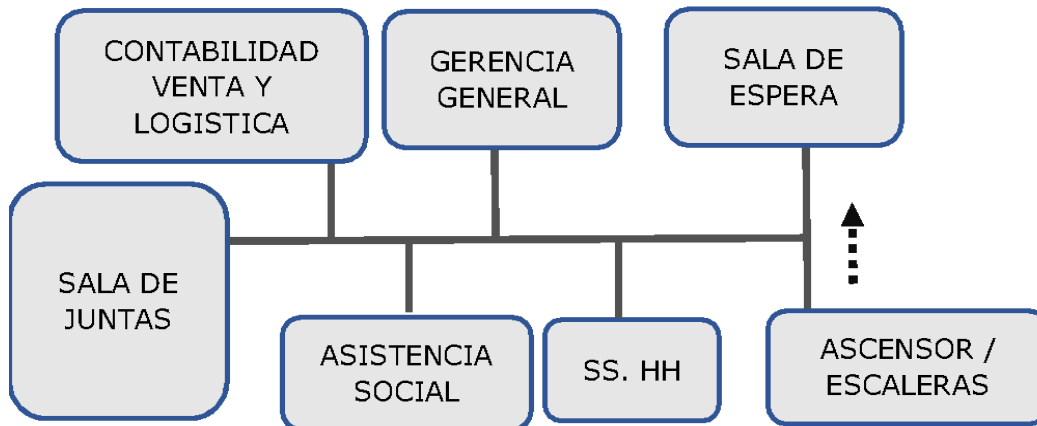 CONTABILIDAD
VENTA Y
LOGISTICA
GERENCIA
GENERAL
SALA DE
ESPERA
SALA DE
JUNTAS
ASISTENCIA
SOCIAL
SS. HH
ASCENSOR /
ESCALERAS